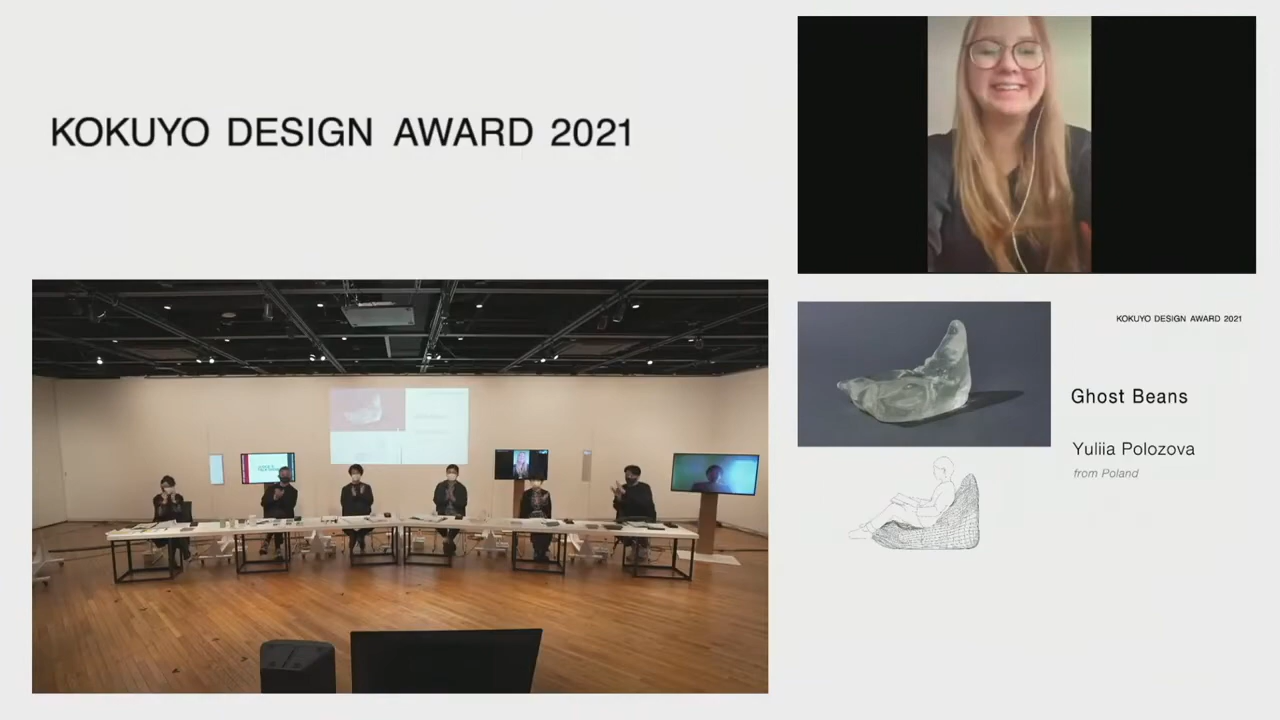 KOKUYO DESIGN AWARD 2021
KOKUYO DESIGN AWARD 2021
Ghost Beans
Yuliia Polozova
from Poland